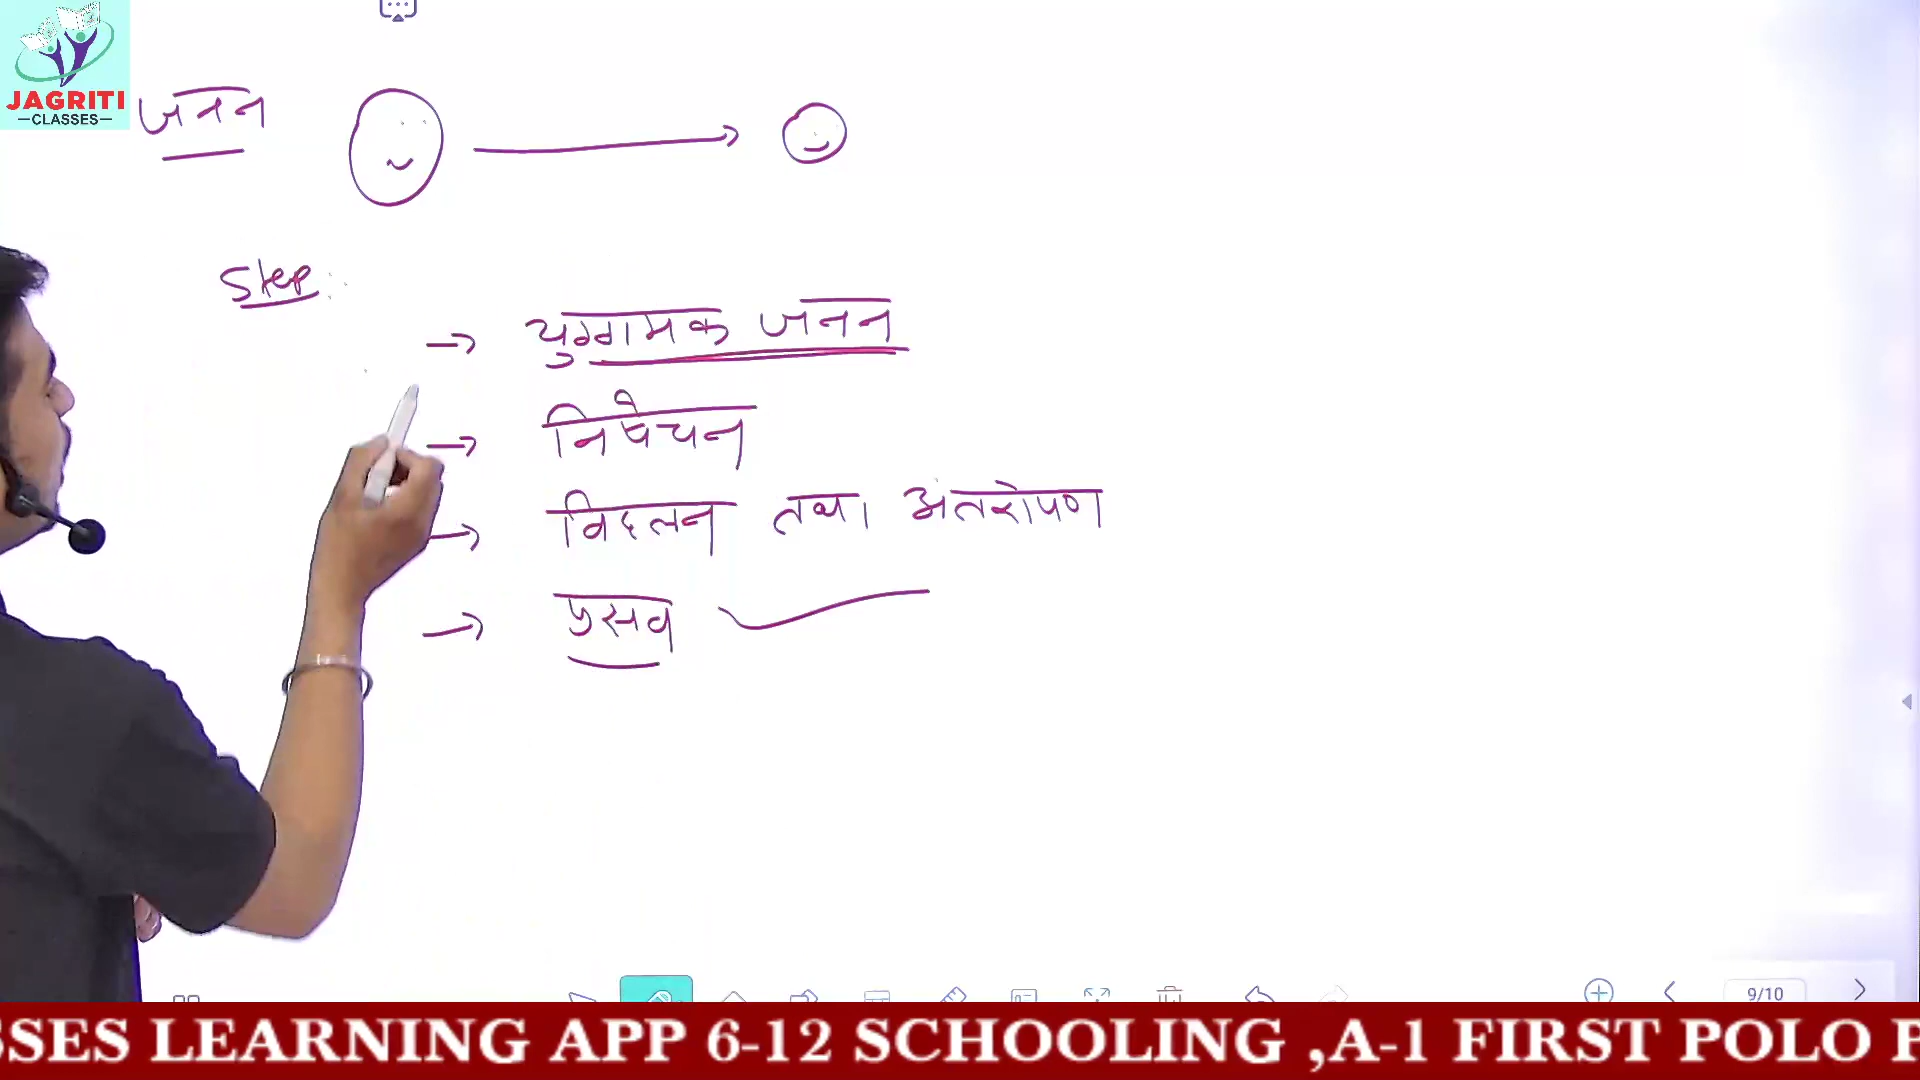 JAGRITI
—CLASSES—
जनन
Step
→ युग्गामक जनन
→ निषेचन
→ विदलन तथा अंतरोपण
→ प्रसव
9/10
SSES LEARNING APP 6-12 SCHOOLING ,A-1 FIRST POLO P